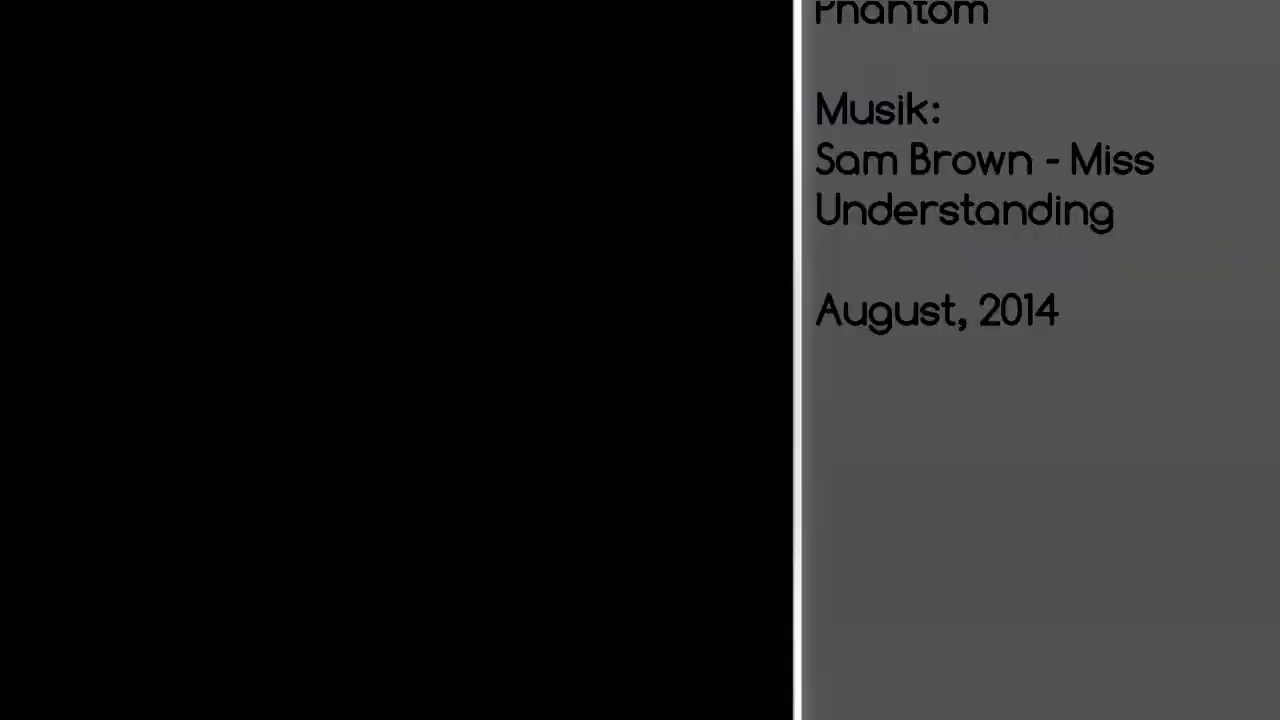 Phantom
Musik:
Sam Brown - Miss
Understanding
August, 2014